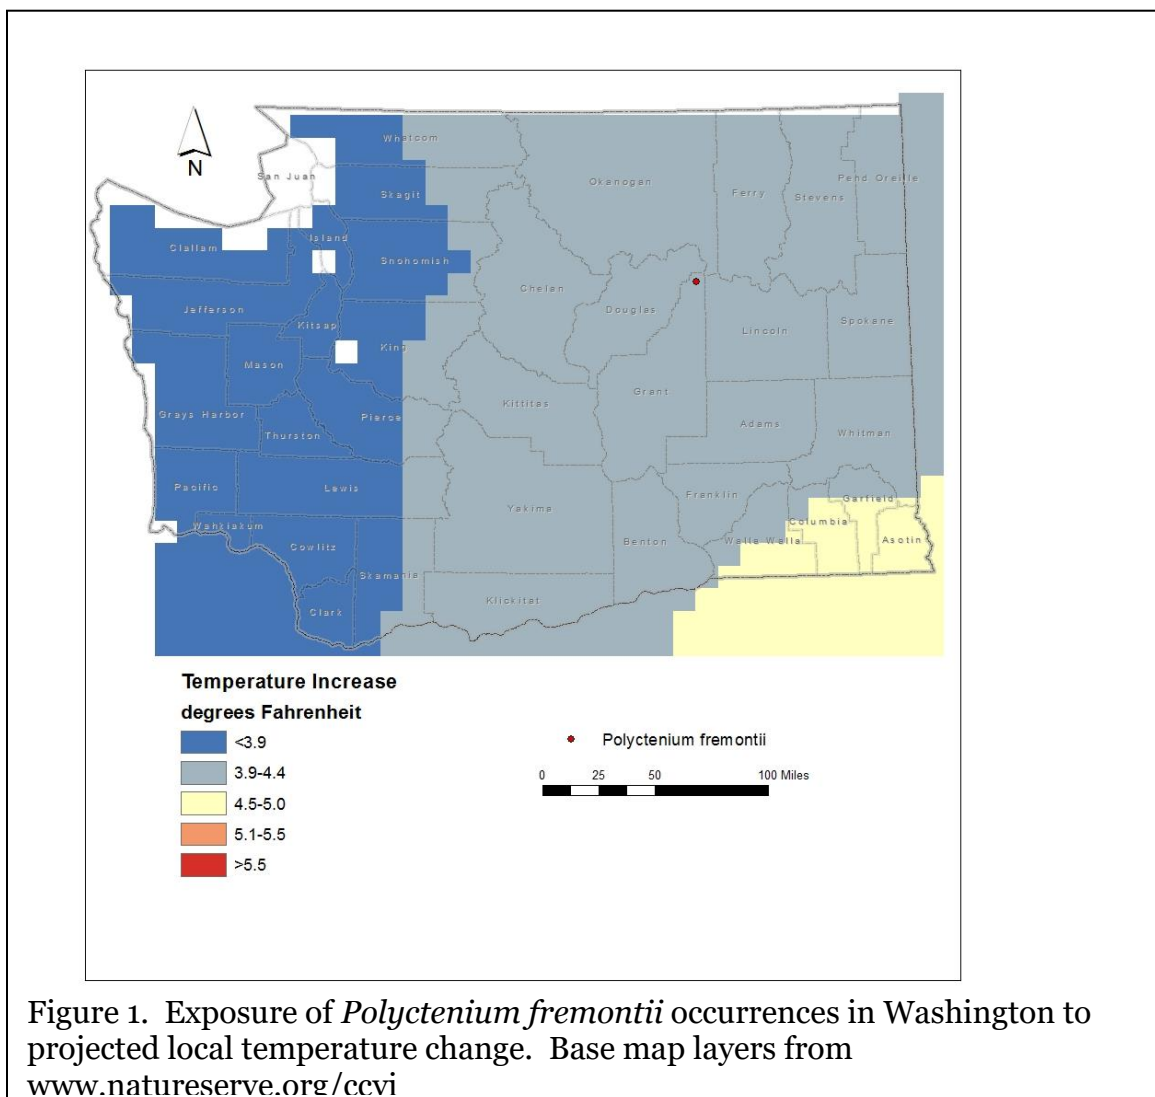 N
San Juan
Whatcom
Skagit
Okanogan
Ferry
Stevens
Pend Oreille
Clallam
Island
Snohomish
Chelan
Douglas
Jefferson
Kitsap
King
Lincoln
Spokane
Mason
Grant
Grays Harbor
Pierce
Kittitas
Adams
Whitman
Thurston
Pacific
Lewis
Yakima
Franklin
Garfield
Wahkiakum
Columbia
Cowlitz
Benton
Walla Walla
Asotin
Skamania
Klickitat
Clark
Temperature Increase
degrees Fahrenheit
<3.9
3.9-4.4
4.5-5.0
5.1-5.5
>5.5
Polyctenium fremontii
0 25 50 100 Miles
Figure 1. Exposure of Polyctenium fremontii occurrences in Washington to
projected local temperature change. Base map layers from
www.natureserve.org/ccvi